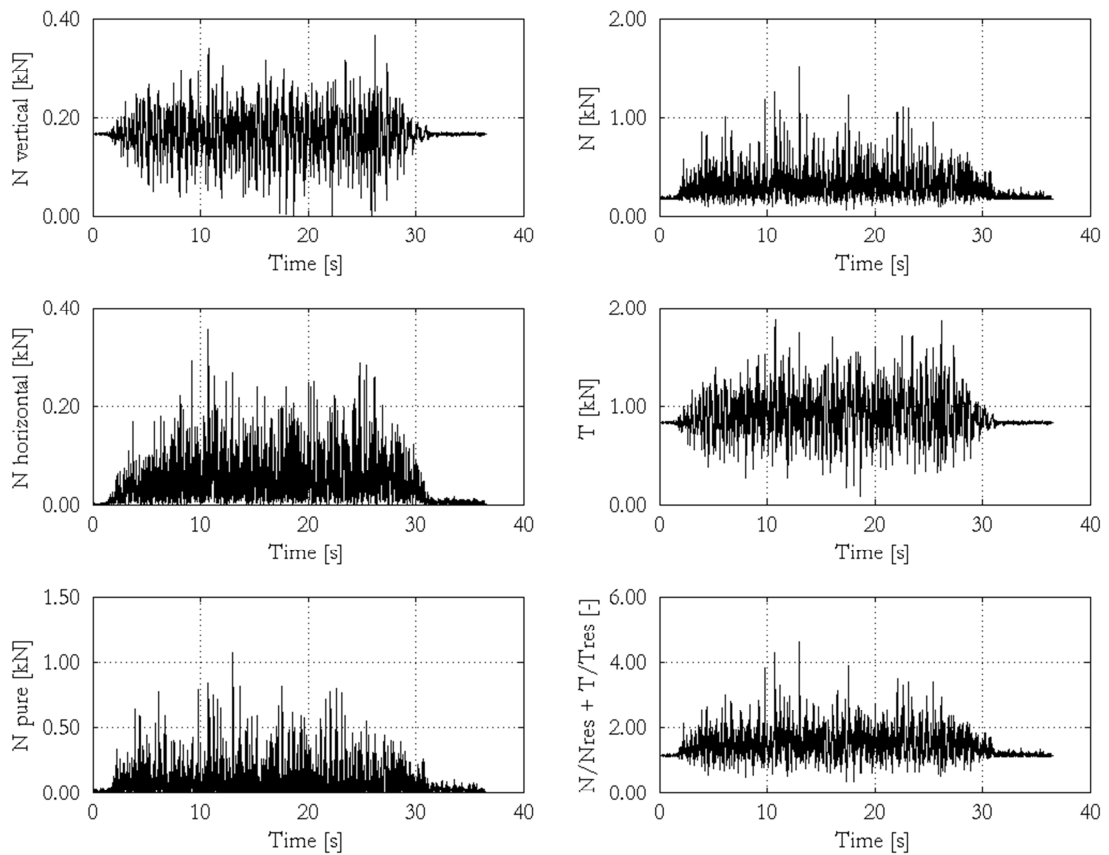 N vertical [kN]
0.40
0.20
0.00
0 10 20 30 40
Time [s]
N [kN]
2.00
1.00
0.00
0 10 20 30 40
Time [s]
N horizontal [kN]
0.40
0.20
0.00
0 10 20 30 40
Time [s]
T [kN]
2.00
1.00
0.00
0 10 20 30 40
Time [s]
N pure [kN]
1.50
1.00
0.50
0.00
0 10 20 30 40
Time [s]
N/Nres + T/Tres [-]
6.00
4.00
2.00
0.00
0 10 20 30 40
Time [s]